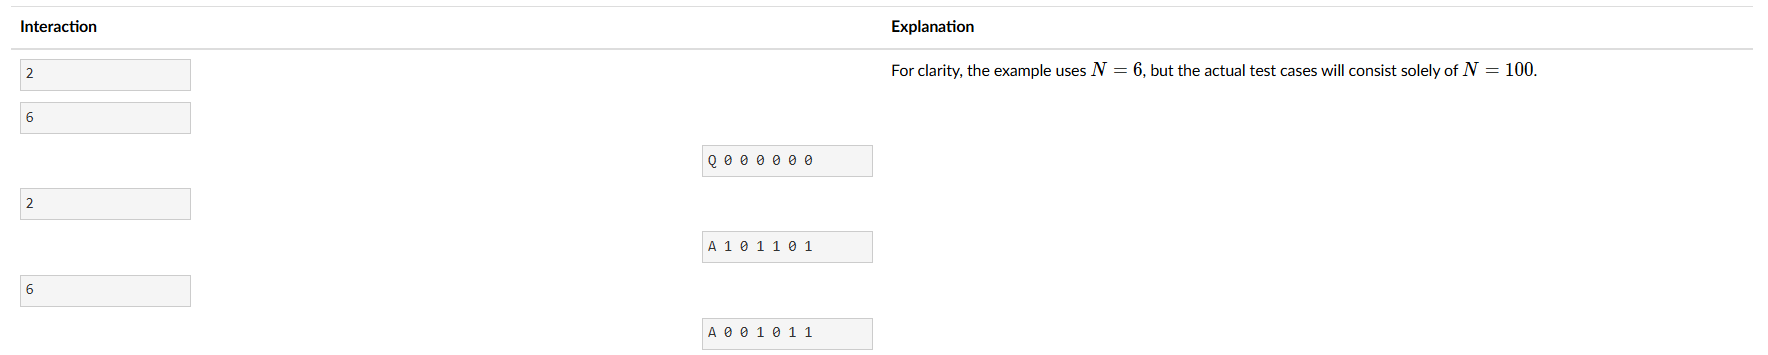 Interaction Explanation
2 For clarity, the example uses N = 6, but the actual test cases will consist solely of N = 100.
6
Q 0 0 0 0 0 0
2
A 1 0 1 1 0 1
6
A 0 0 1 0 1 1